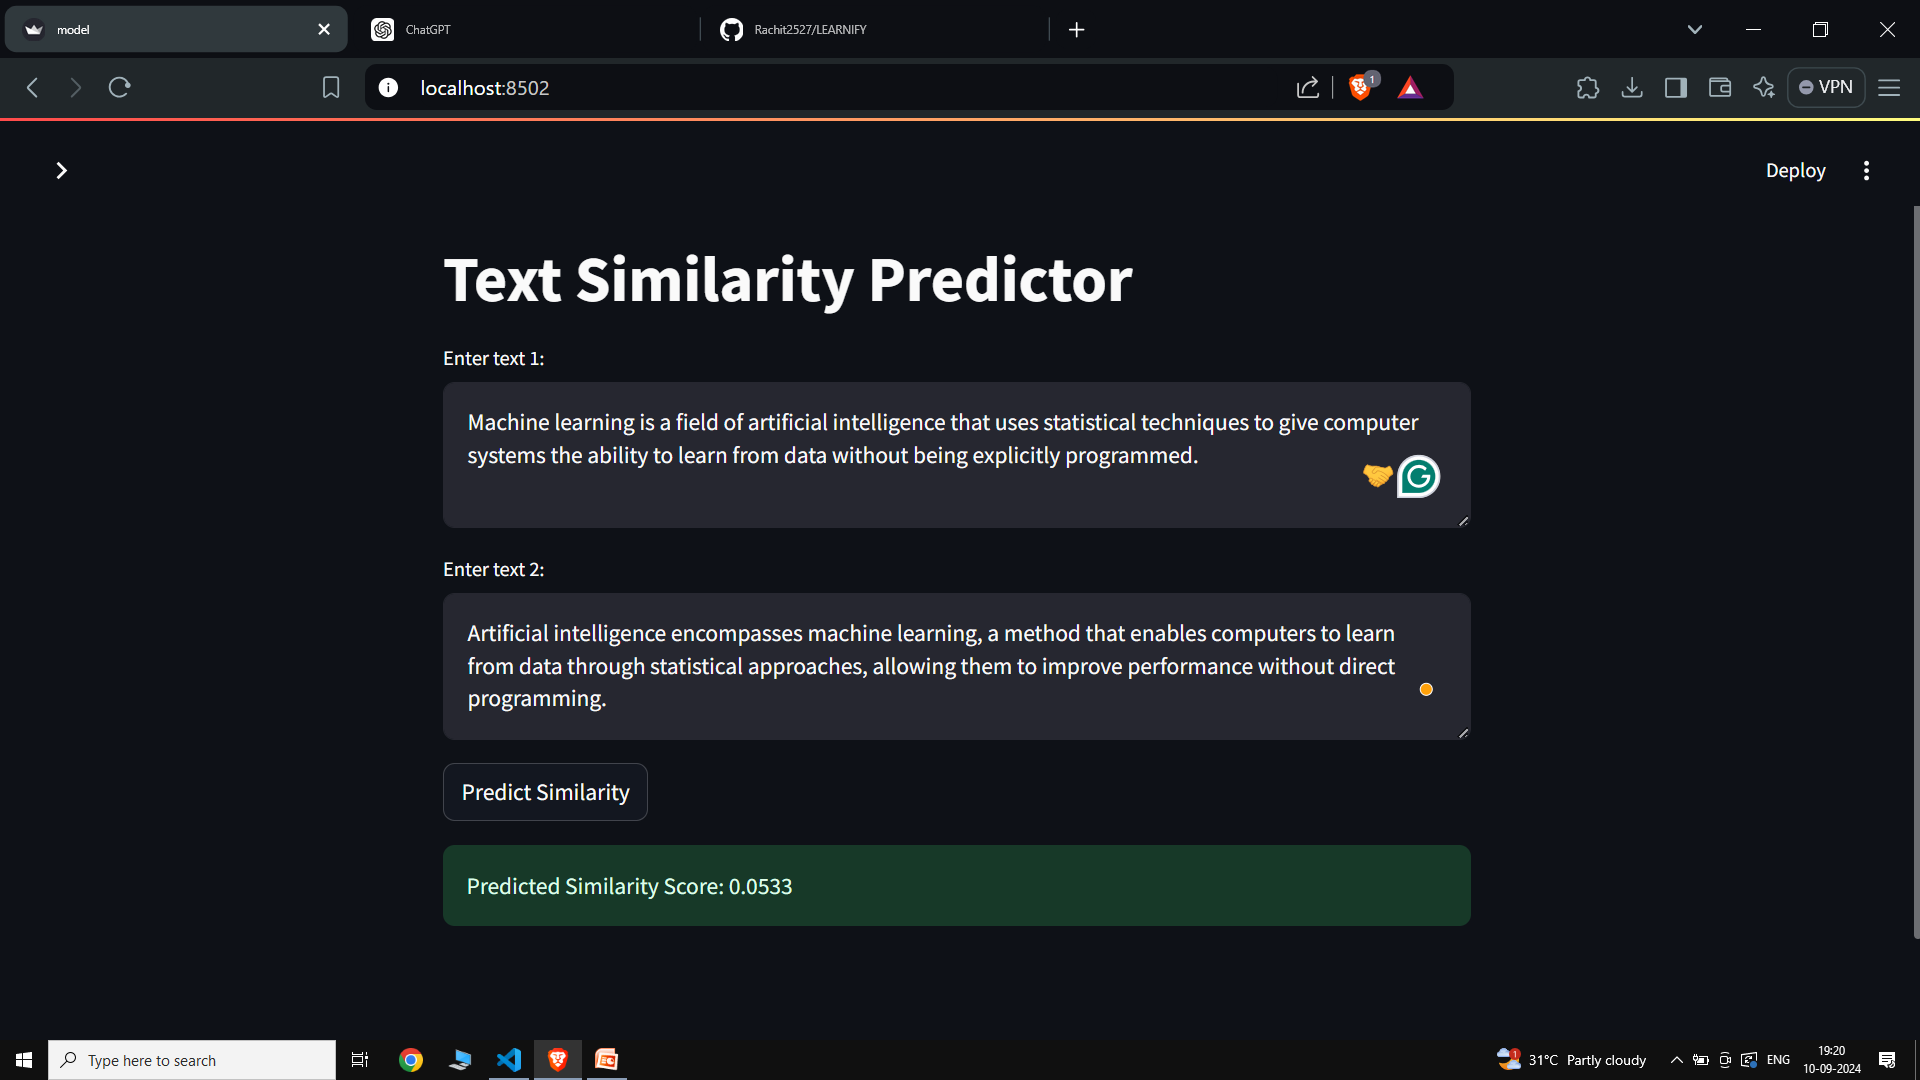 model
ChatGPT
Rachit2527/LEARNIFY
localhost:8502
1
VPN
Deploy
Text Similarity Predictor
Enter text 1:
Machine learning is a field of artificial intelligence that uses statistical techniques to give computer
systems the ability to learn from data without being explicitly programmed.
Enter text 2:
Artificial intelligence encompasses machine learning, a method that enables computers to learn
from data through statistical approaches, allowing them to improve performance without direct
programming.
Predict Similarity
Predicted Similarity Score: 0.0533
Type here to search
1
31°C Partly cloudy
ENG
19:20
10-09-2024